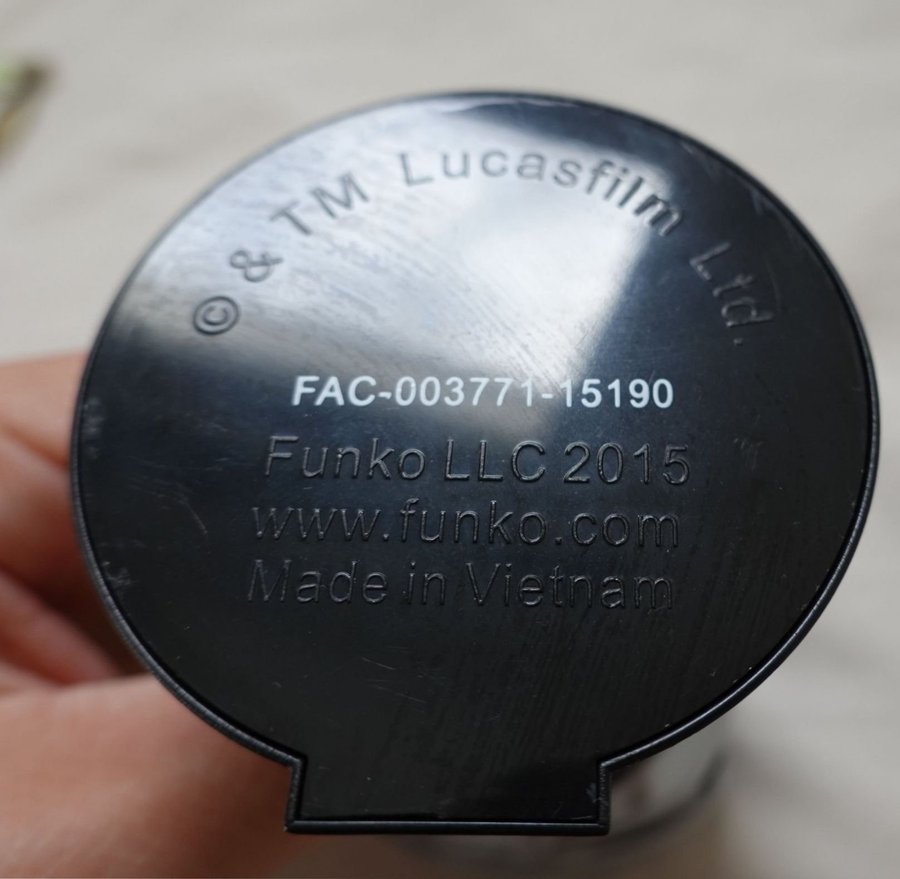 © & TM Lucasfilm Ltd.
FAC-003771-15190
Funko LLC 2015
www.funko.com
Made in Vietnam